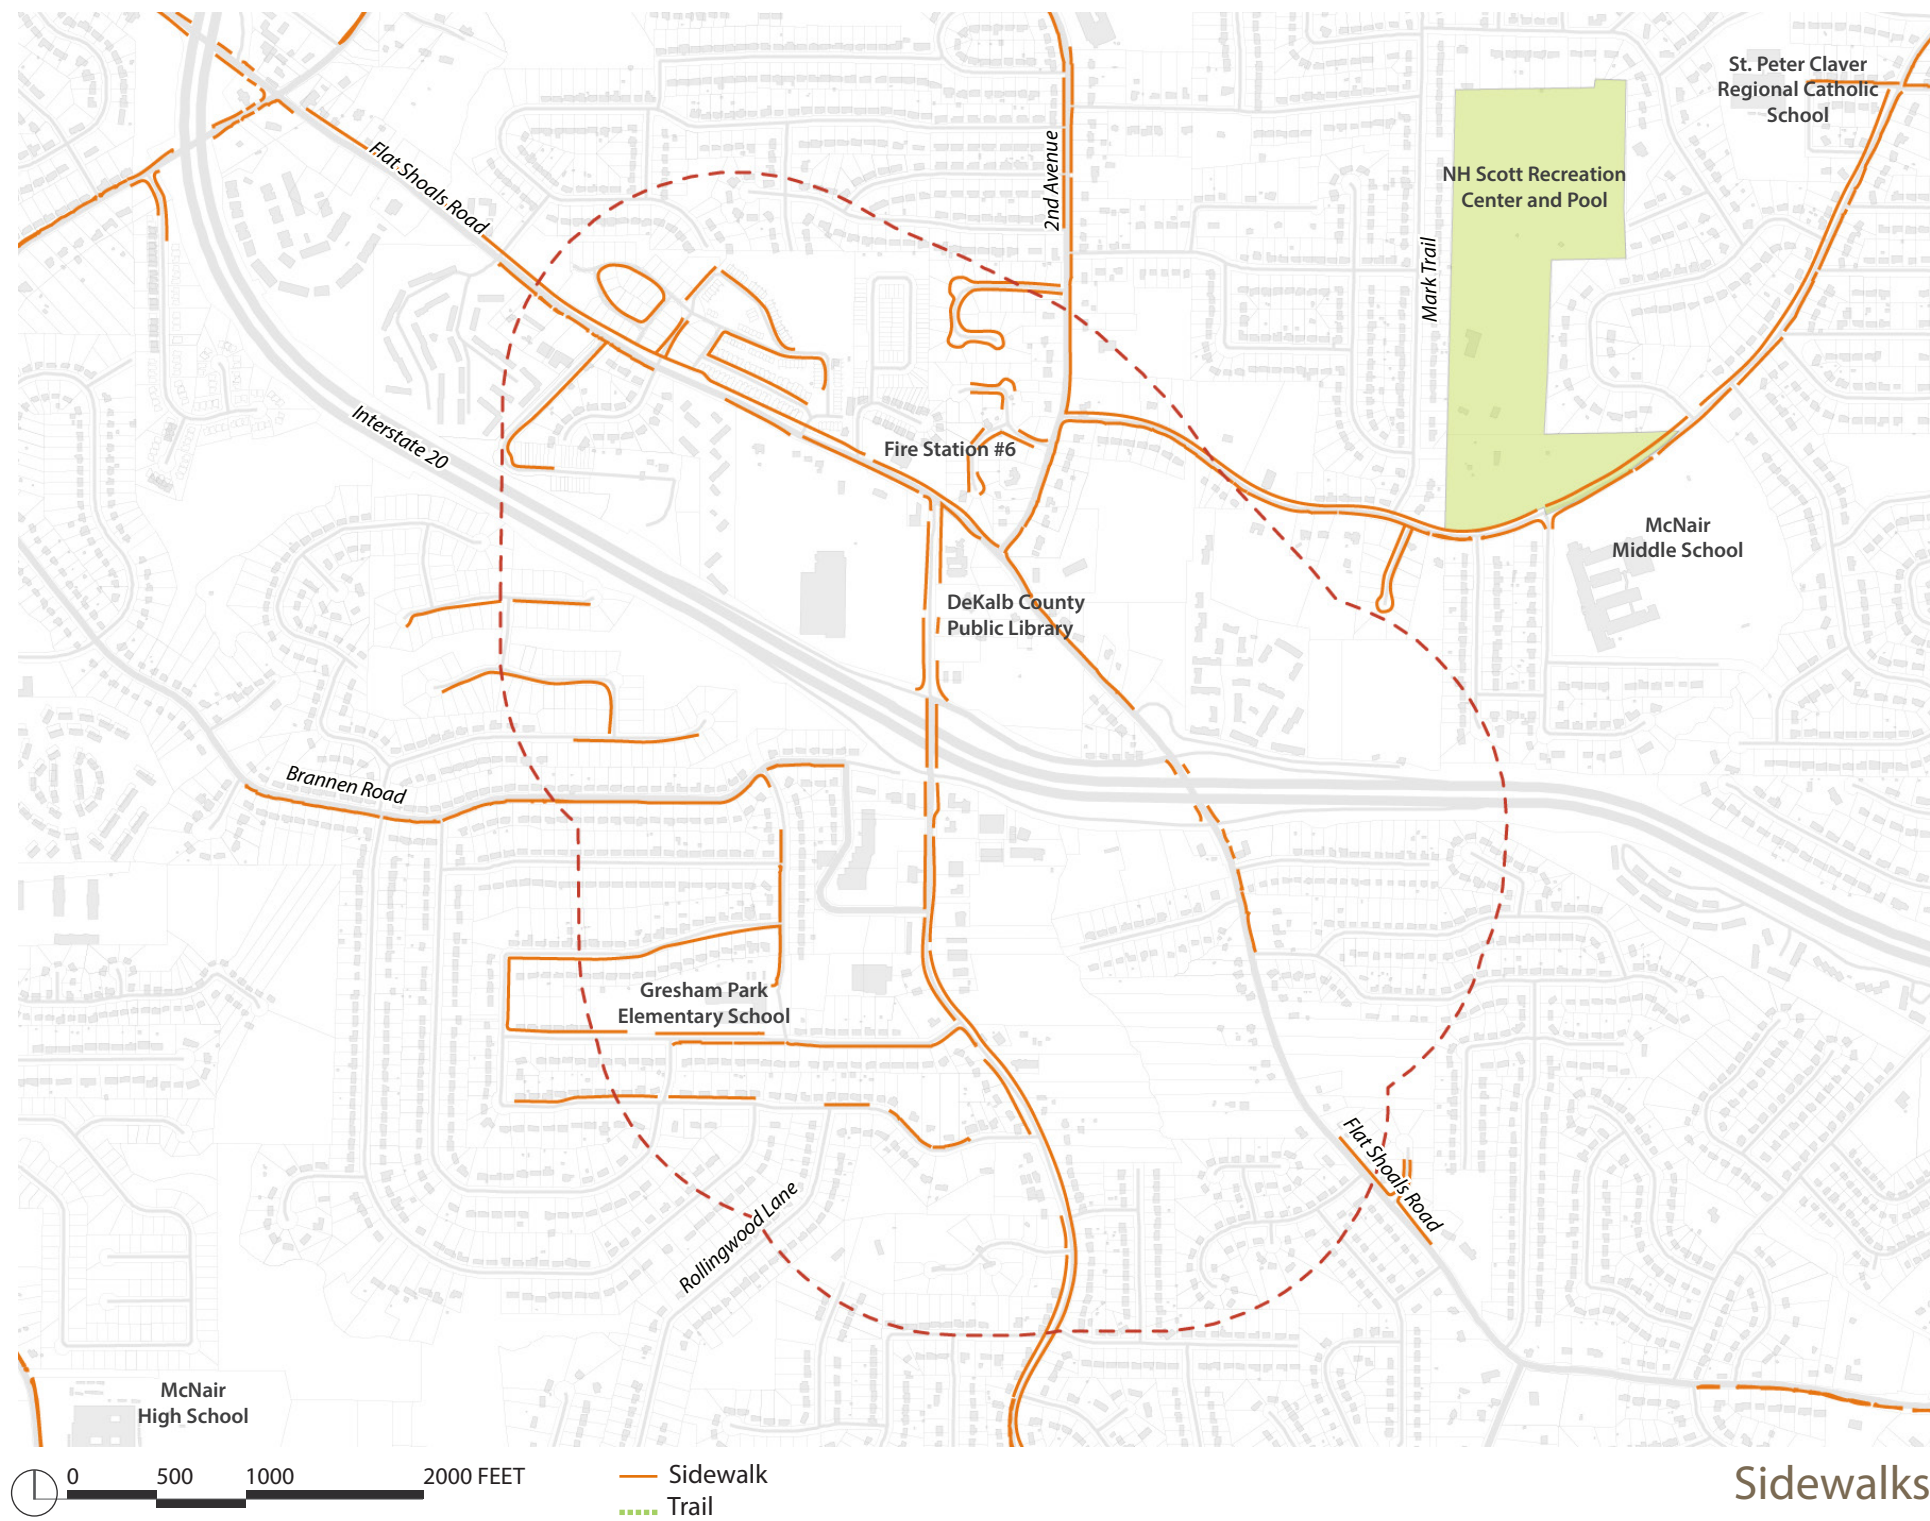 St. Peter Claver
Regional Catholic
School
2nd Avenue
Flat Shoals Road
NH Scott Recreation
Center and Pool
Mark Trail
Interstate 20
Fire Station #6
McNair
Middle School
DeKalb County
Public Library
Brannen Road
Gresham Park
Elementary School
Flat Shoals Road
Rollingwood Lane
McNair
High School
0 500 1000 2000 FEET
Sidewalk
Trail
Sidewalks